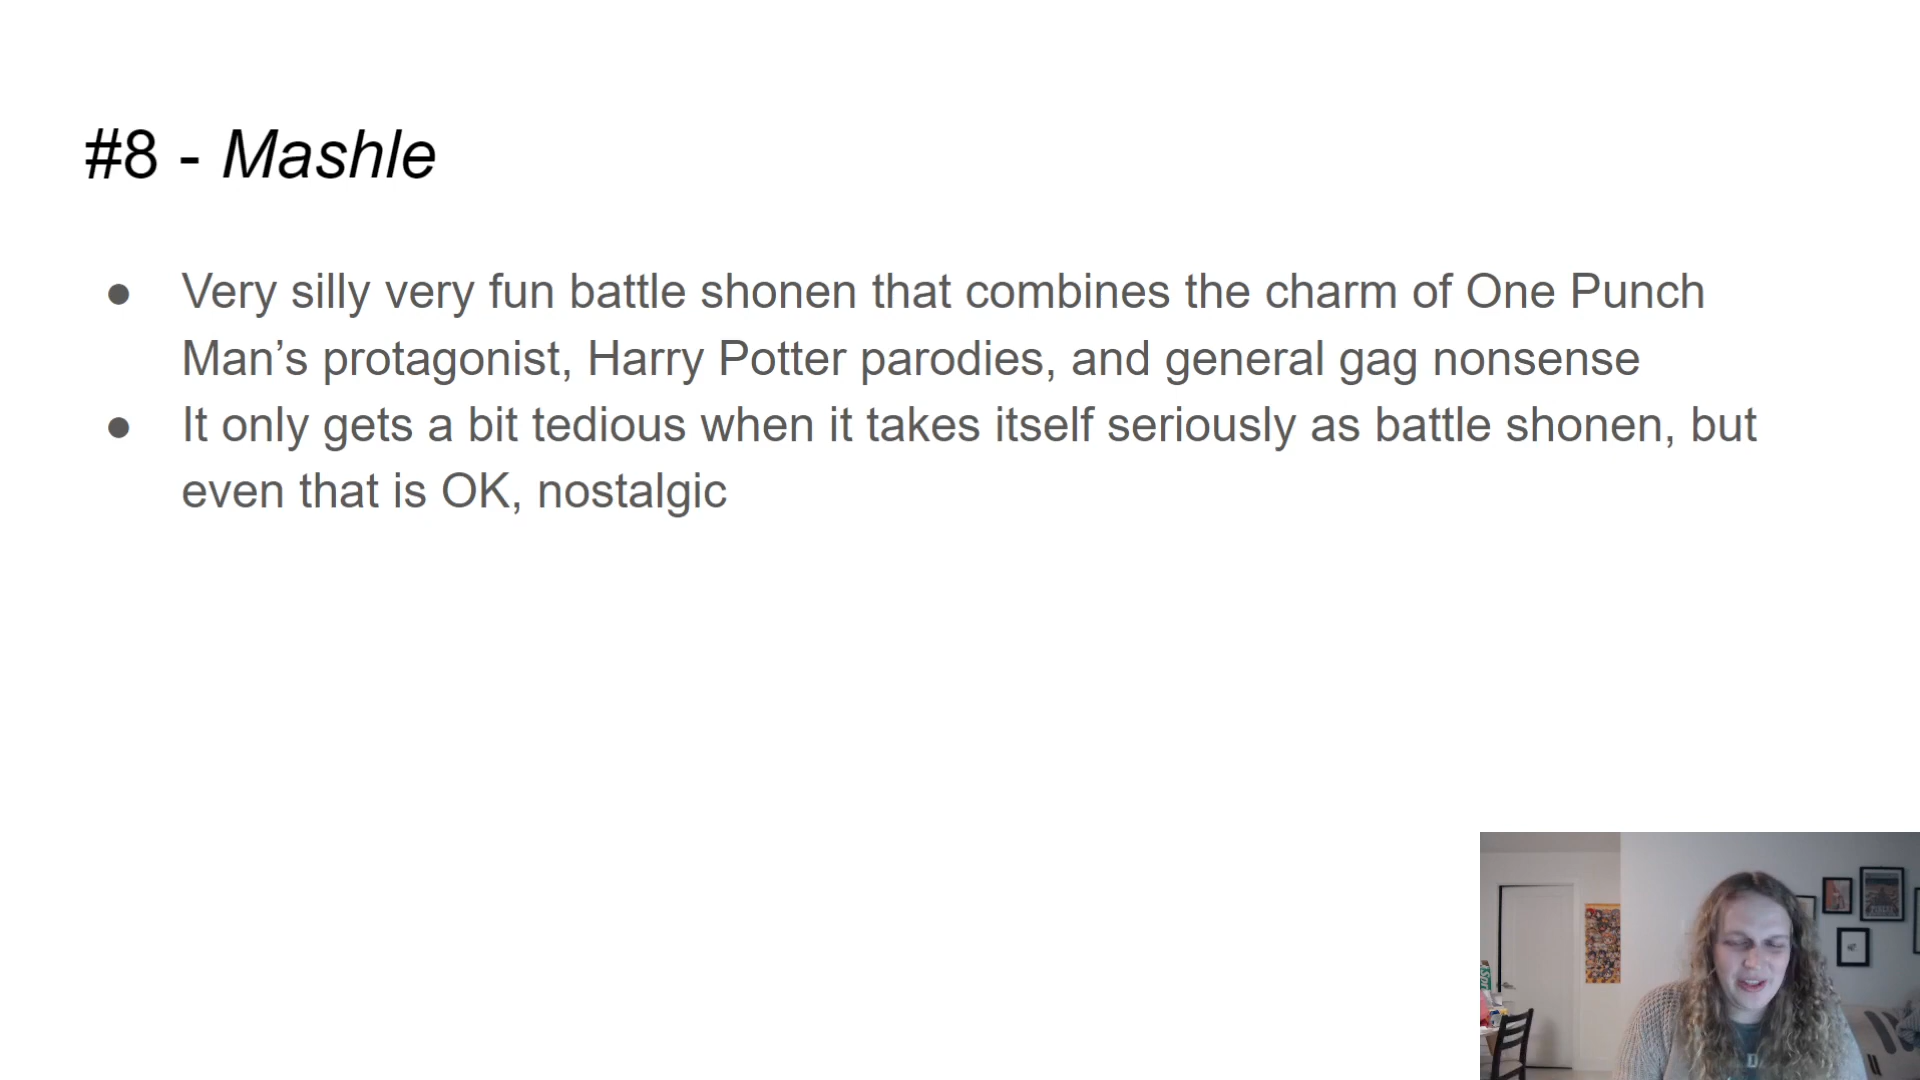 #8 - Mashle
● Very silly very fun battle shonen that combines the charm of One Punch
Man’s protagonist, Harry Potter parodies, and general gag nonsense
● It only gets a bit tedious when it takes itself seriously as battle shonen, but
even that is OK, nostalgic